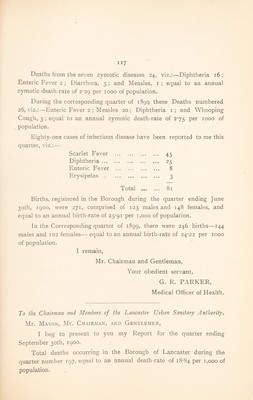 117
Deaths from the seven zymotic diseases 24, viz.:—Diphtheria 16;
Enteric Fever 2; Diarrhœa, 5; and Measles, 1; equal to an annual
zymotic death-rate of 2·29 per 1000 of population.
During the corresponding quarter of 1899 these Deaths numbered
26, viz.:—Enteric Fever 2; Measles 20; Diphtheria 1; and Whooping
Cough, 3; equal to an annual zymotic death-rate of 2·75 per 1000 of
population.
Eighty-one cases of infectious disease have been reported to me this
quarter, viz.:—
Scarlet Fever ... ... ... ... 45
Diphtheria ... ... ... ... ... 25
Enteric Fever ... ... ... ... 8
Erysipelas . ... ... ... ... 3
Total ... ... 81
Births, registered in the Borough during the quarter ending June
30th, 1900, were 271, comprised of 123 males and 148 females, and
equal to an annual birth-rate of 25·91 per 1,000 of population.
In the Corresponding quarter of 1899, there were 246 births—144
males and 102 females— equal to an annual birth-rate of 24·22 per 1000
of population.
I remain,
Mr. Chairman and Gentleman,
Your obedient servant,
G. R. PARKER,
Medical Officer of Health.
To the Chairman and Members of the Lancaster Urban Sanitary Authority.
Mr. Mayor, Mr. Chairman, and Gentlemen,
I beg to present to you my Report for the quarter ending
September 30th, 1900.
Total deaths occurring in the Borough of Lancaster during the
quarter number 197, equal to an annual death-rate of 18·84 per 1,000 of
population.